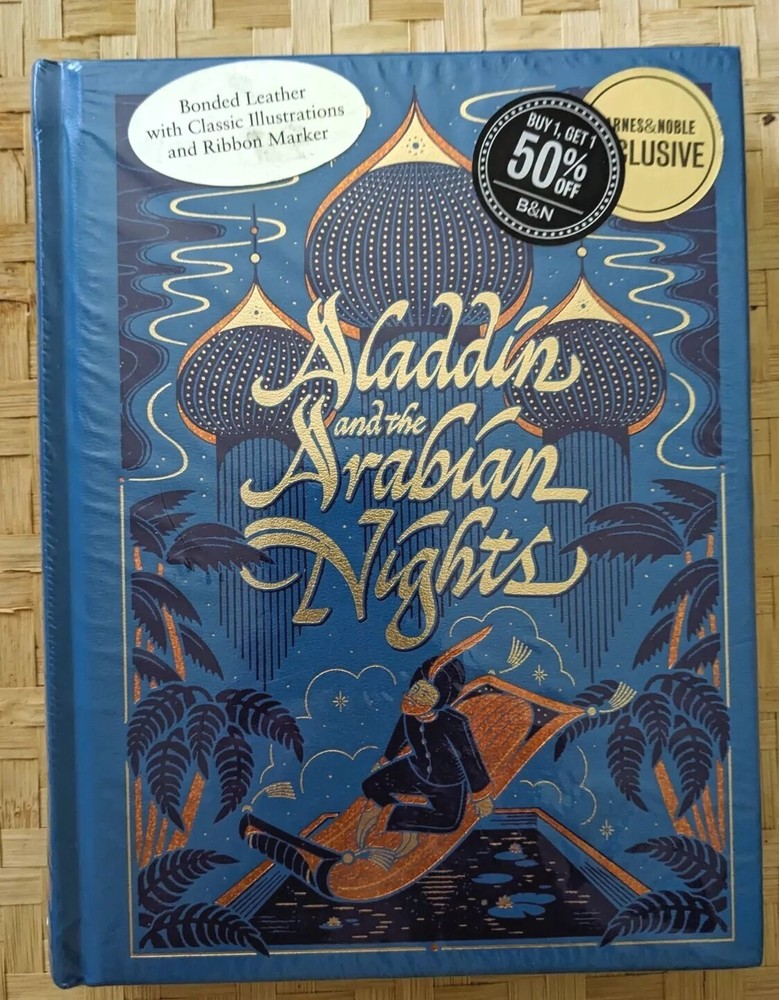 Bonded Leather
with Classic Illustrations
and Ribbon Marker
BUY 1, GET 1
50%
OFF
B&N
ARNES&NOBLE
CLUSIVE
Aladdin
and the
Arabian
Nights